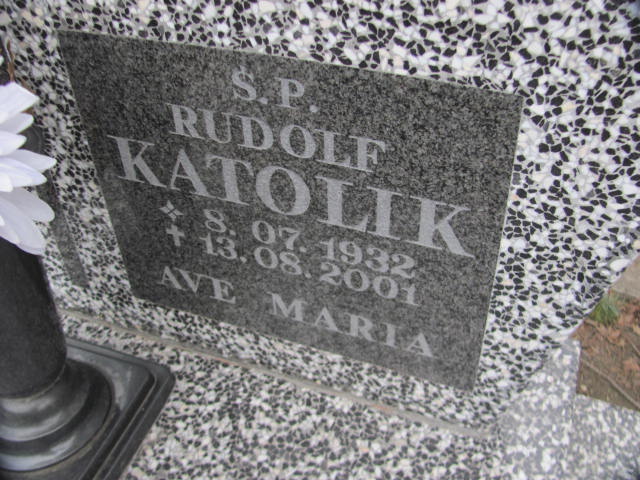 Ś.P.
RUDOLF
KATOLIK
8. 07. 1932
✝ 13. 08. 2001
AVE MARIA